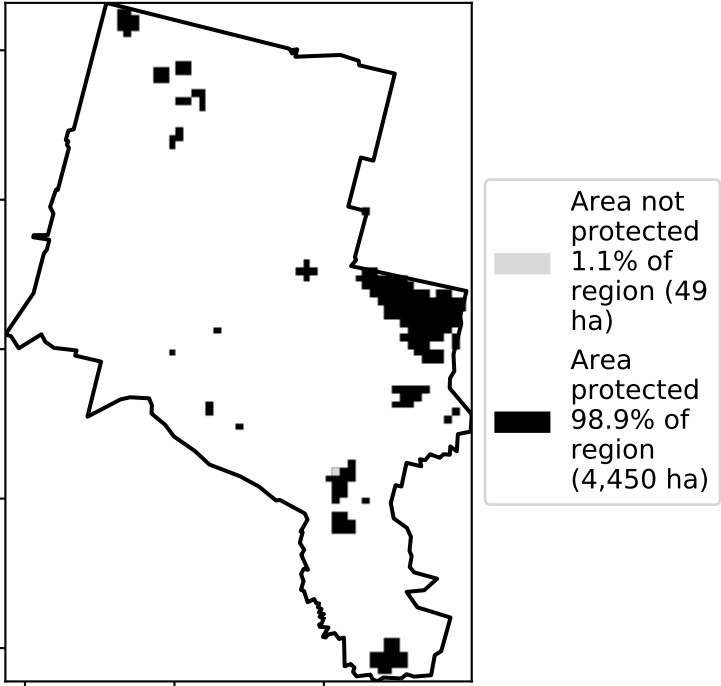 Area not
protected
1.1% of
region (49
ha)
Area
protected
98.9% of
region
(4,450 ha)